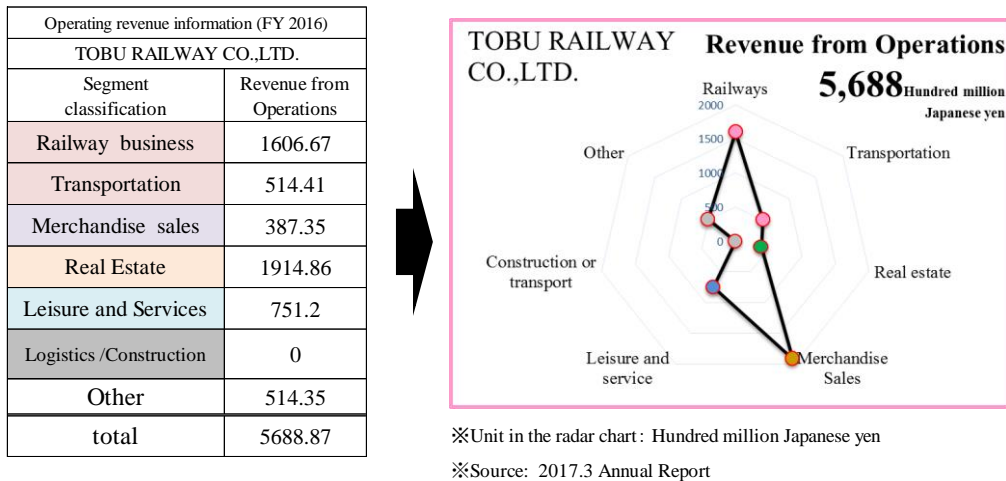 Operating revenue information (FY 2016)
TOBU RAILWAY CO.,LTD.
Segment classification Revenue from Operations
Railway business 1606.67
Transportation 514.41
Merchandise sales 387.35
Real Estate 1914.86
Leisure and Services 751.2
Logistics /Construction 0
Other 514.35
total 5688.87
TOBU RAILWAY
CO.,LTD.
Revenue from Operations
5,688 Hundred million
Japanese yen
Railways
2000
1500
1000
500
0
Transportation
Real estate
Merchandise
Sales
Leisure and
service
Construction or
transport
Other
※Unit in the radar chart: Hundred million Japanese yen
※Source: 2017.3 Annual Report